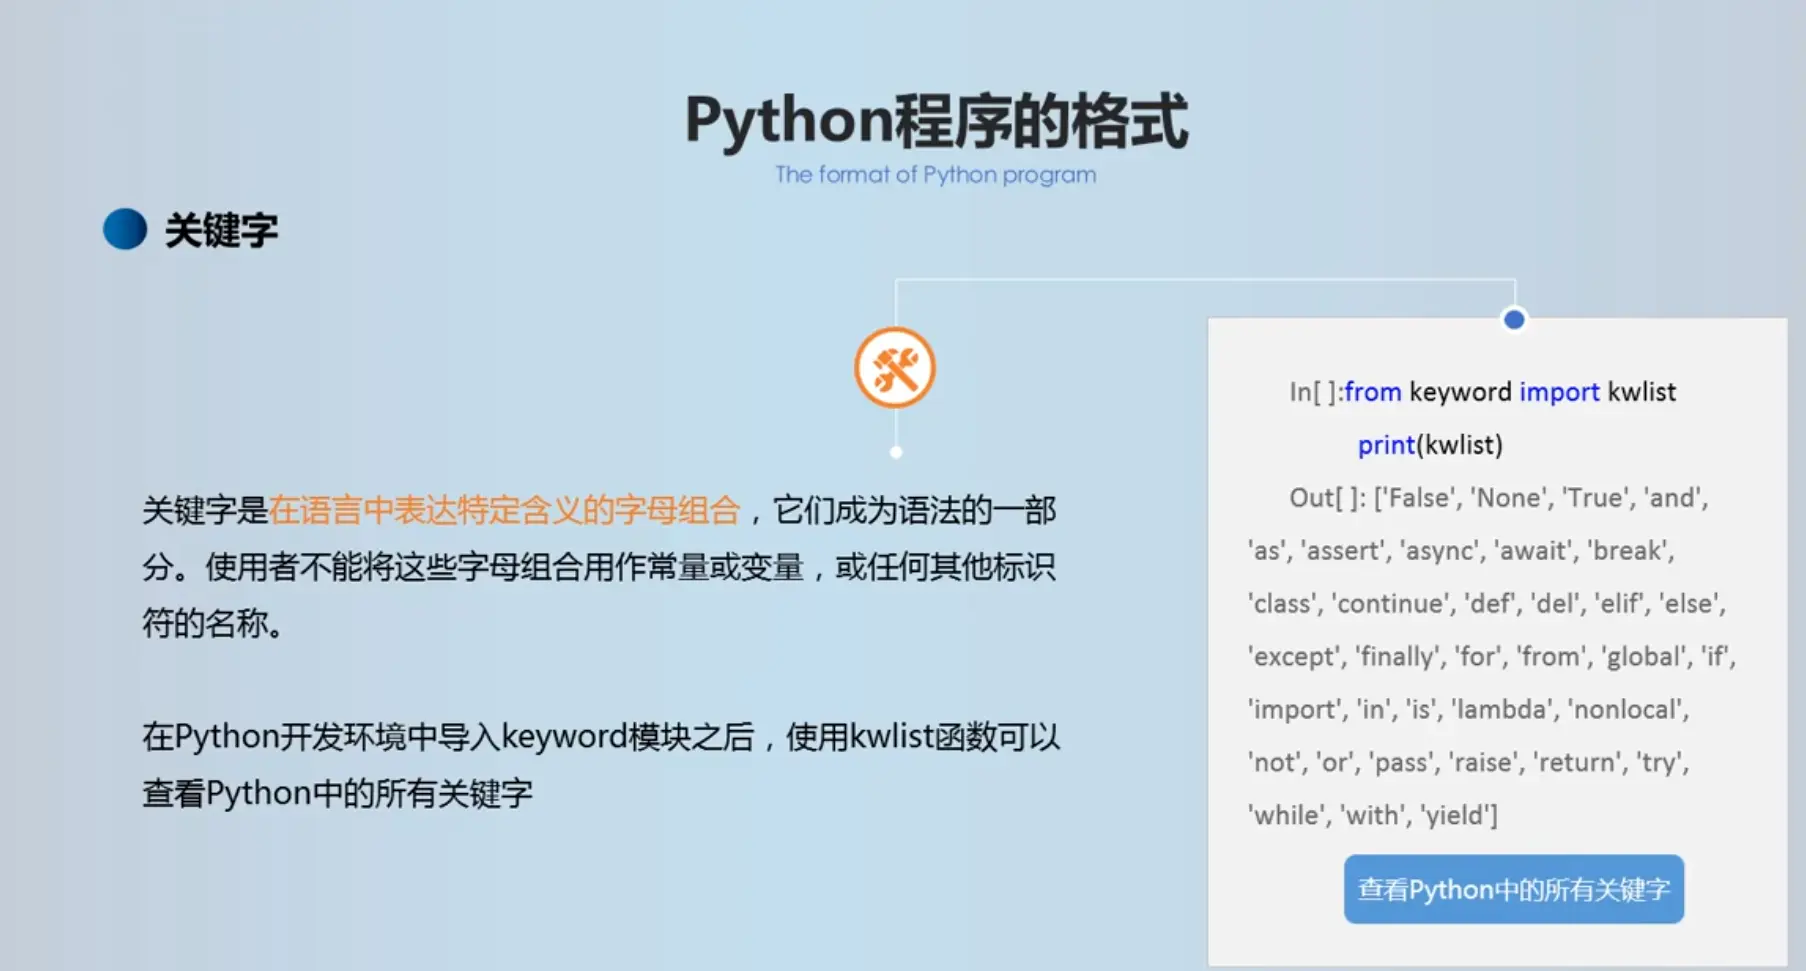 Python程序的格式
The format of Python program
关键字
关键字是在语言中表达特定含义的字母组合，它们成为语法的一部
分。使用者不能将这些字母组合用作常量或变量，或任何其他标识
符的名称。
在Python开发环境中导入keyword模块之后，使用kwlist函数可以
查看Python中的所有关键字
In[ ]:from keyword import kwlist
print(kwlist)
Out[ ]: ['False', 'None', 'True', 'and',
'as', 'assert', 'async', 'await', 'break',
'class', 'continue', 'def', 'del', 'elif', 'else',
'except', 'finally', 'for', 'from', 'global', 'if',
'import', 'in', 'is', 'lambda', 'nonlocal',
'not', 'or', 'pass', 'raise', 'return', 'try',
'while', 'with', 'yield']
查看Python中的所有关键字